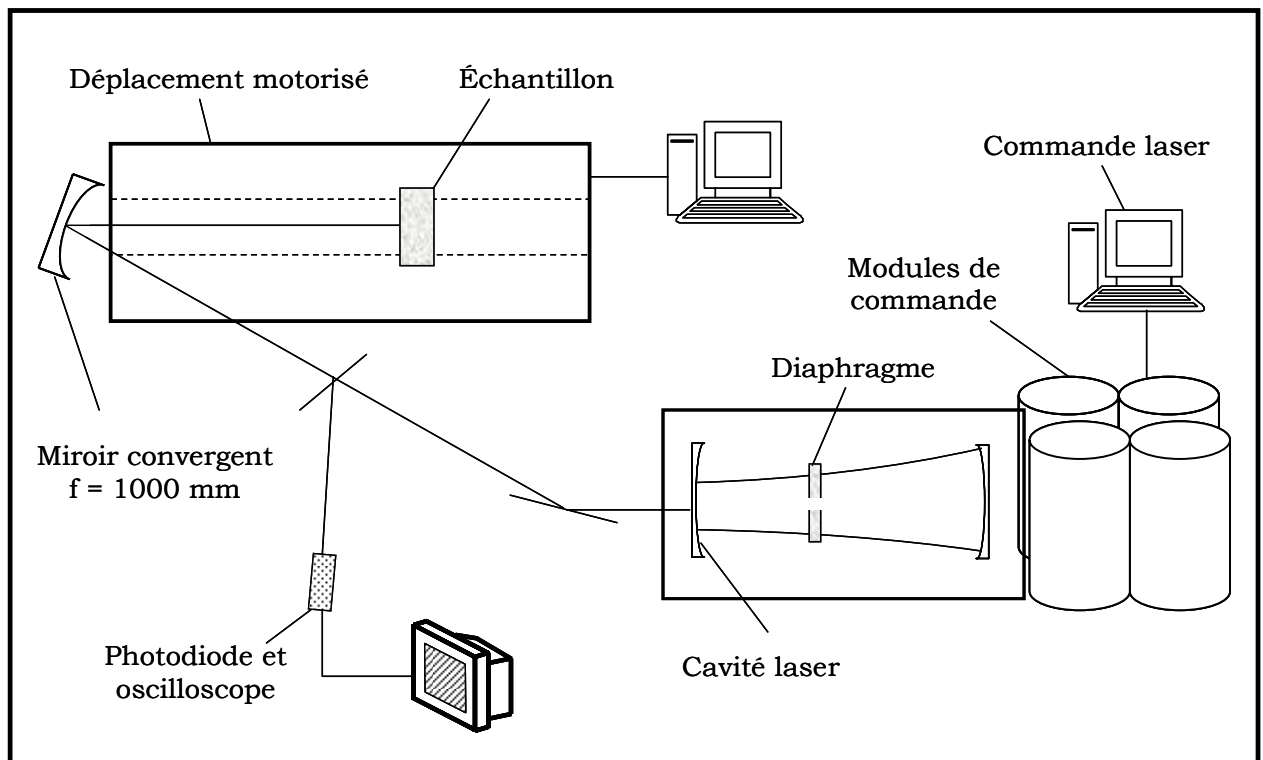 Déplacement motorisé
Échantillon
Commande laser
Modules de
commande
Diaphragme
Miroir convergent
f = 1000 mm
Photodiode et
oscilloscope
Cavité laser